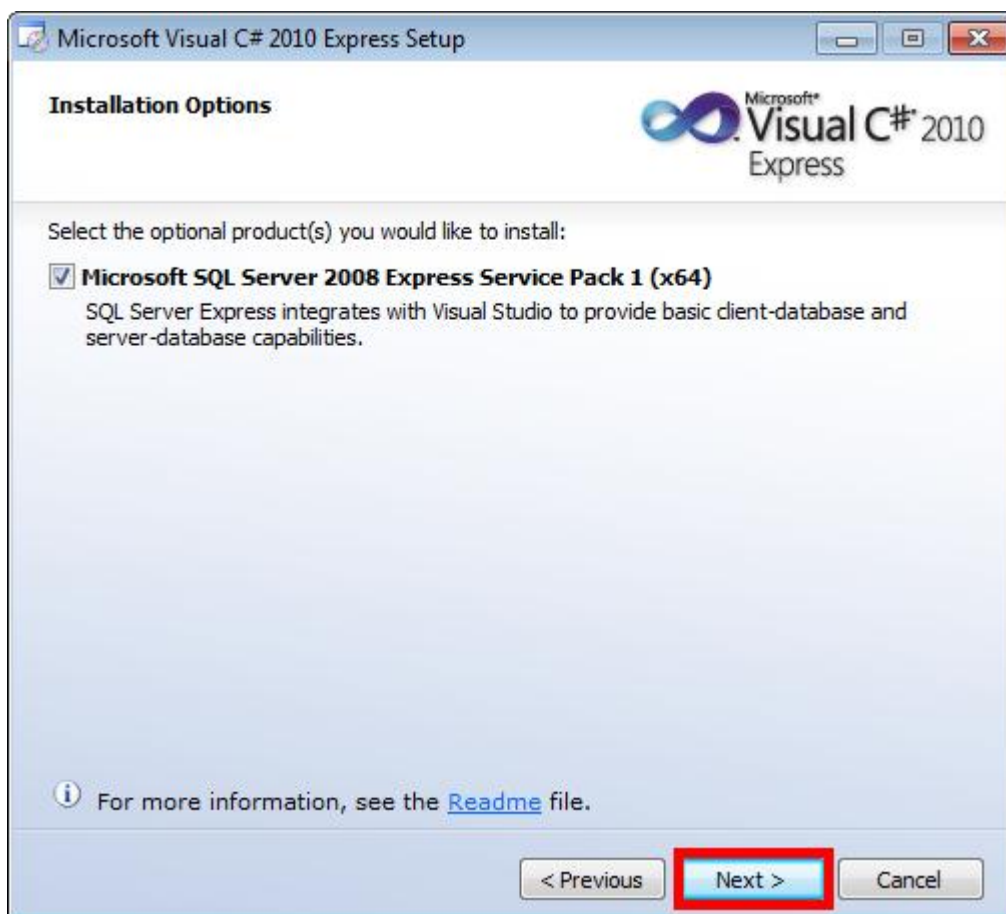 Microsoft Visual C# 2010 Express Setup
Installation Options
Microsoft®
Visual C#® 2010
Express
Select the optional product(s) you would like to install:
Microsoft SQL Server 2008 Express Service Pack 1 (x64)
SQL Server Express integrates with Visual Studio to provide basic client-database and
server-database capabilities.
For more information, see the Readme file.
< Previous Next > Cancel